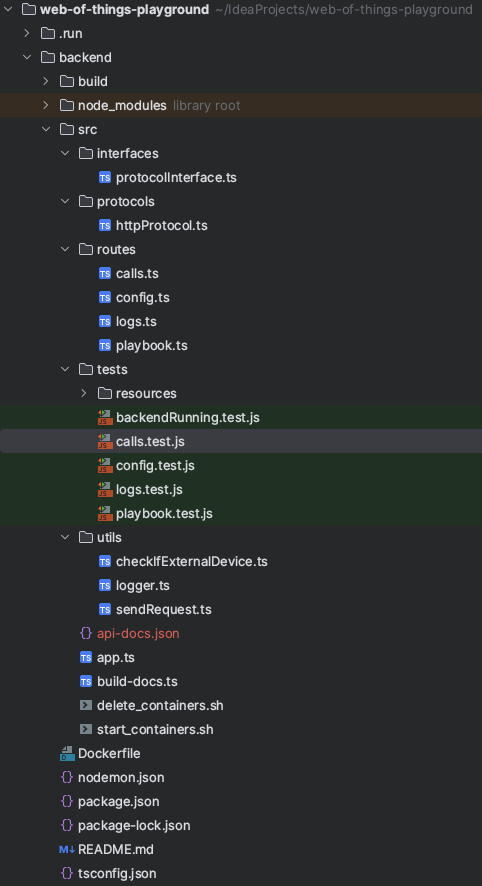 web-of-things-playground ~/IdeaProjects/web-of-things-playground
.run
backend
build
node_modules library root
src
interfaces
TS protocolInterface.ts
protocols
TS httpProtocol.ts
routes
TS calls.ts
TS config.ts
TS logs.ts
TS playbook.ts
tests
resources
JS backendRunning.test.js
JS calls.test.js
JS config.test.js
JS logs.test.js
JS playbook.test.js
utils
TS checkIfExternalDevice.ts
TS logger.ts
TS sendRequest.ts
{} api-docs.json
TS app.ts
TS build-docs.ts
delete_containers.sh
start_containers.sh
D Dockerfile
{} nodemon.json
{} package.json
{} package-lock.json
M↓ README.md
{} tsconfig.json